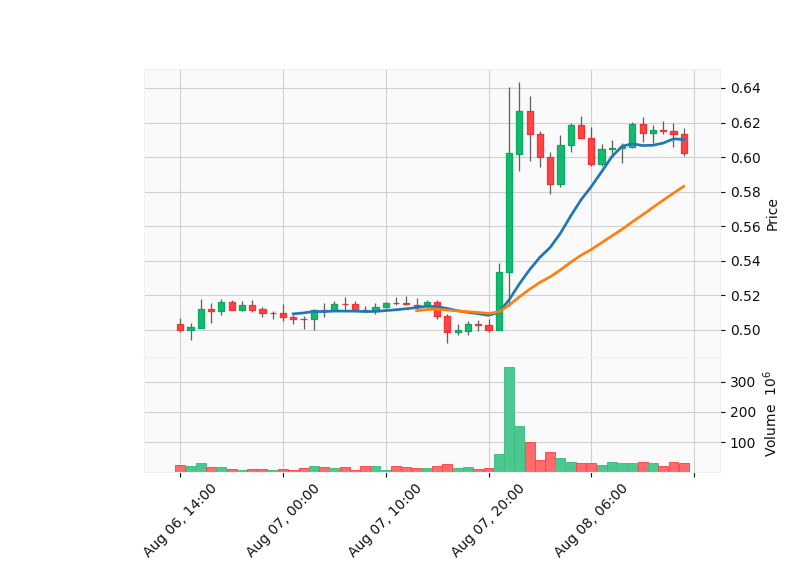 0.64
0.62
0.60
0.58
0.56
0.54
0.52
0.50
Price
300
200
100
Volume 10⁶
Aug 06, 14:00
Aug 07, 00:00
Aug 07, 10:00
Aug 07, 20:00
Aug 08, 06:00